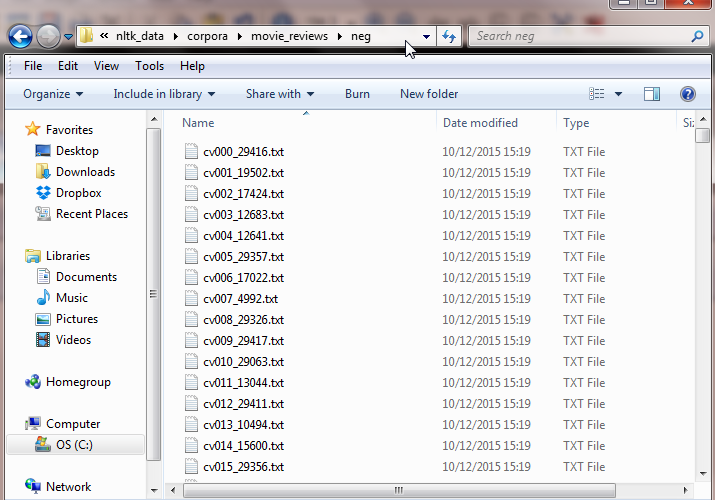 « nltk_data corpora movie_reviews neg Search neg
File Edit View Tools Help
Organize Include in library Share with Burn New folder
Favorites
Desktop
Downloads
Dropbox
Recent Places
Libraries
Documents
Music
Pictures
Videos
Homegroup
Computer
OS (C:)
Network
Name Date modified Type
cv000_29416.txt 10/12/2015 15:19 TXT File
cv001_19502.txt 10/12/2015 15:19 TXT File
cv002_17424.txt 10/12/2015 15:19 TXT File
cv003_12683.txt 10/12/2015 15:19 TXT File
cv004_12641.txt 10/12/2015 15:19 TXT File
cv005_29357.txt 10/12/2015 15:19 TXT File
cv006_17022.txt 10/12/2015 15:19 TXT File
cv007_4992.txt 10/12/2015 15:19 TXT File
cv008_29326.txt 10/12/2015 15:19 TXT File
cv009_29417.txt 10/12/2015 15:19 TXT File
cv010_29063.txt 10/12/2015 15:19 TXT File
cv011_13044.txt 10/12/2015 15:19 TXT File
cv012_29411.txt 10/12/2015 15:19 TXT File
cv013_10494.txt 10/12/2015 15:19 TXT File
cv014_15600.txt 10/12/2015 15:19 TXT File
cv015_29356.txt 10/12/2015 15:19 TXT File